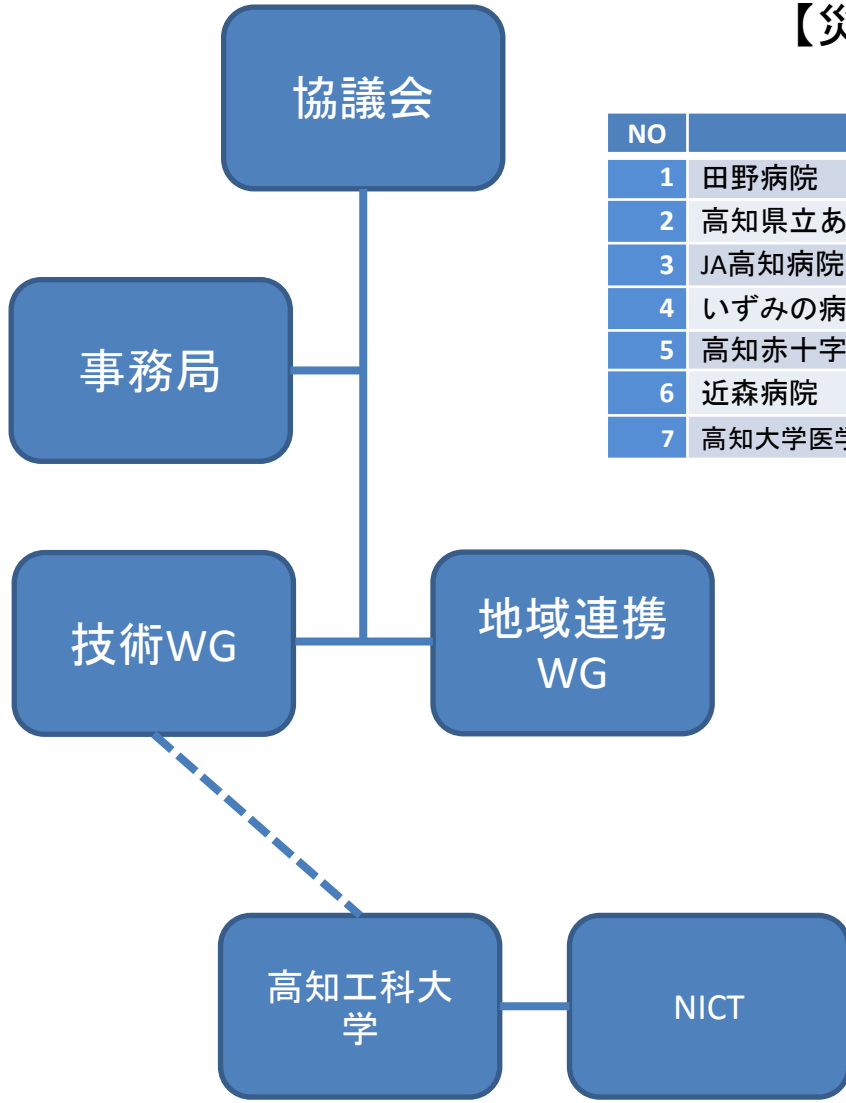 【災
協議会
NO
1 田野病院
2 高知県立あ
3 JA高知病院
4 いずみの病
5 高知赤十字
6 近森病院
7 高知大学医学
事務局
技術WG
地域連携
WG
高知工科大
学
NICT